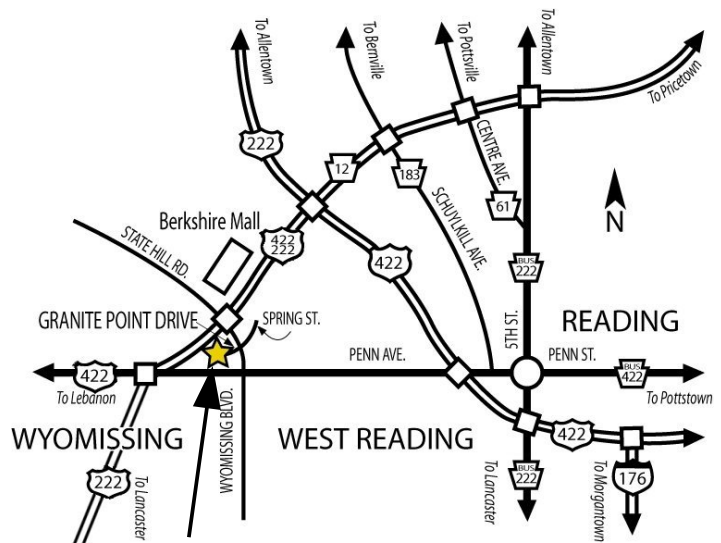 To Allentown
To Bernville
To Pottsville
To Allentown
To Pricetown
222
12
183
CENTRE AVE.
61
N
Berkshire Mall
STATE HILL RD.
422
222
422
SCHUYLKILL AVE.
BUS
222
GRANITE POINT DRIVE
SPRING ST.
5TH ST.
READING
422
PENN AVE.
PENN ST.
BUS
422
To Lebanon
To Pottstown
WYOMISSING
WYOMISSING BLVD.
WEST READING
422
222
To Lancaster
To Lancaster
BUS
222
To Morgantown
176